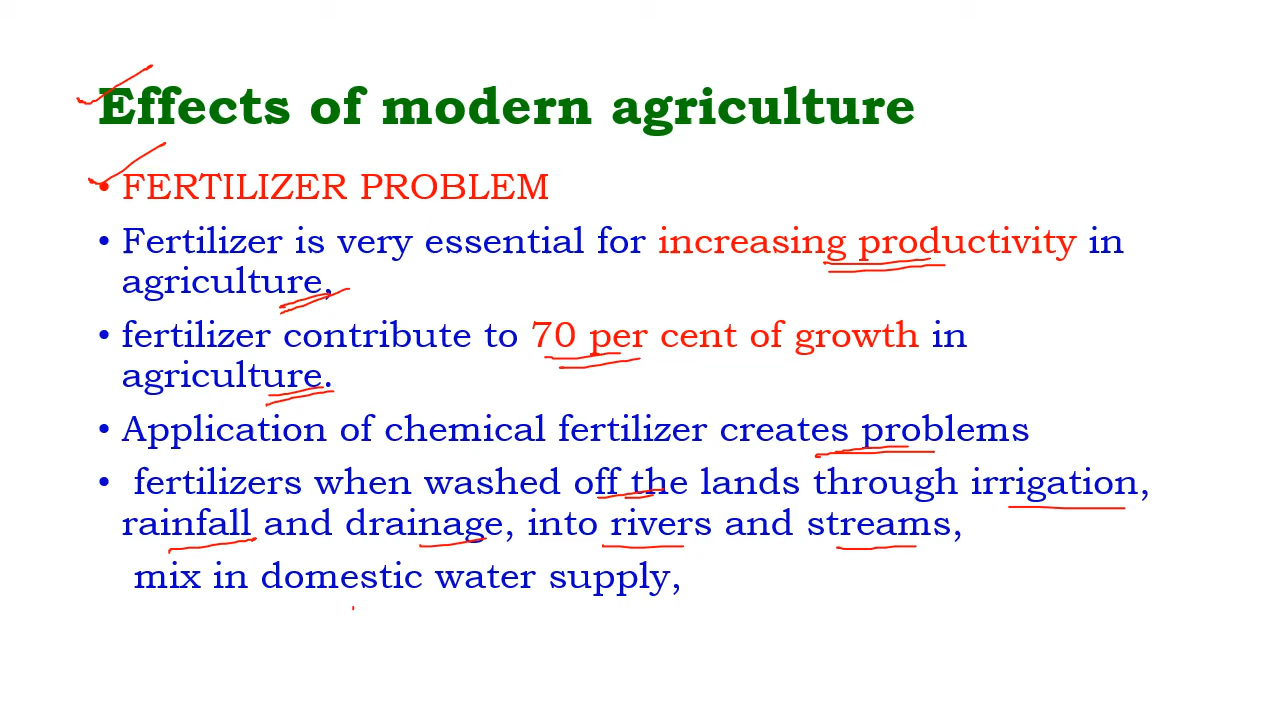 Effects of modern agriculture
• FERTILIZER PROBLEM
• Fertilizer is very essential for increasing productivity in
agriculture,
• fertilizer contribute to 70 per cent of growth in
agriculture.
• Application of chemical fertilizer creates problems
• fertilizers when washed off the lands through irrigation,
rainfall and drainage, into rivers and streams,
mix in domestic water supply,